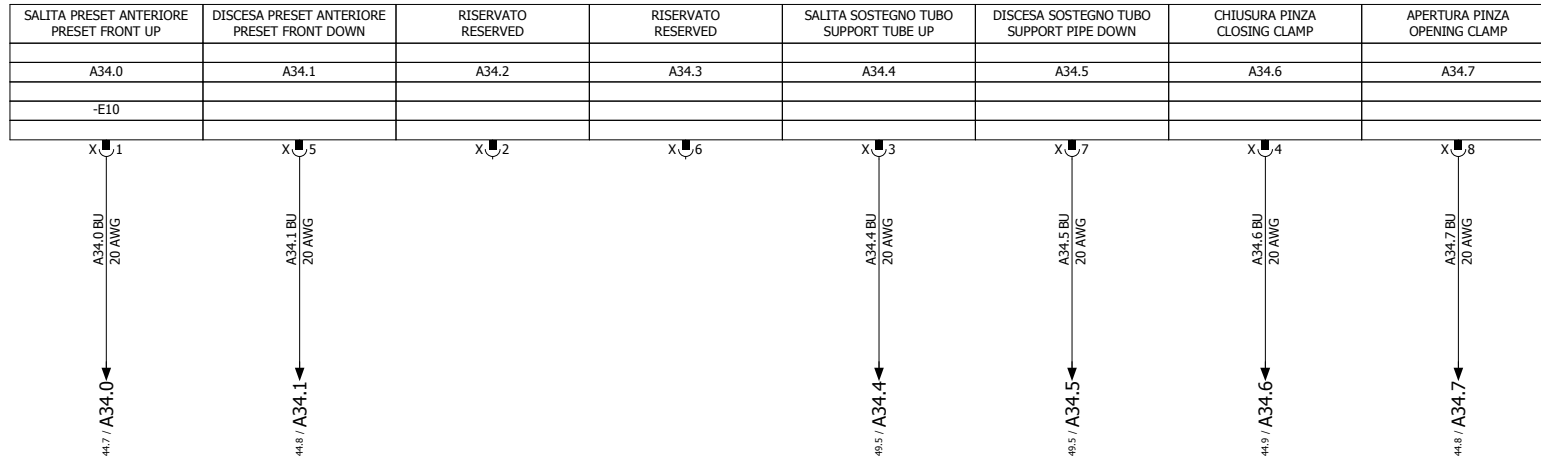 SALITA PRESET ANTERIORE
PRESET FRONT UP
DISCESA PRESET ANTERIORE
PRESET FRONT DOWN
RISERVATO
RESERVED
RISERVATO
RESERVED
SALITA SOSTEGNO TUBO
SUPPORT TUBE UP
DISCESA SOSTEGNO TUBO
SUPPORT PIPE DOWN
CHIUSURA PINZA
CLOSING CLAMP
APERTURA PINZA
OPENING CLAMP
A34.0
A34.1
A34.2
A34.3
A34.4
A34.5
A34.6
A34.7
-E10
X 1
X 5
X 2
X 6
X 3
X 7
X 4
X 8
A34.0 BU
20 AWG
A34.1 BU
20 AWG
A34.4 BU
20 AWG
A34.5 BU
20 AWG
A34.6 BU
20 AWG
A34.7 BU
20 AWG
44.7 / A34.0
44.8 / A34.1
49.5 / A34.4
49.5 / A34.5
44.9 / A34.6
44.8 / A34.7